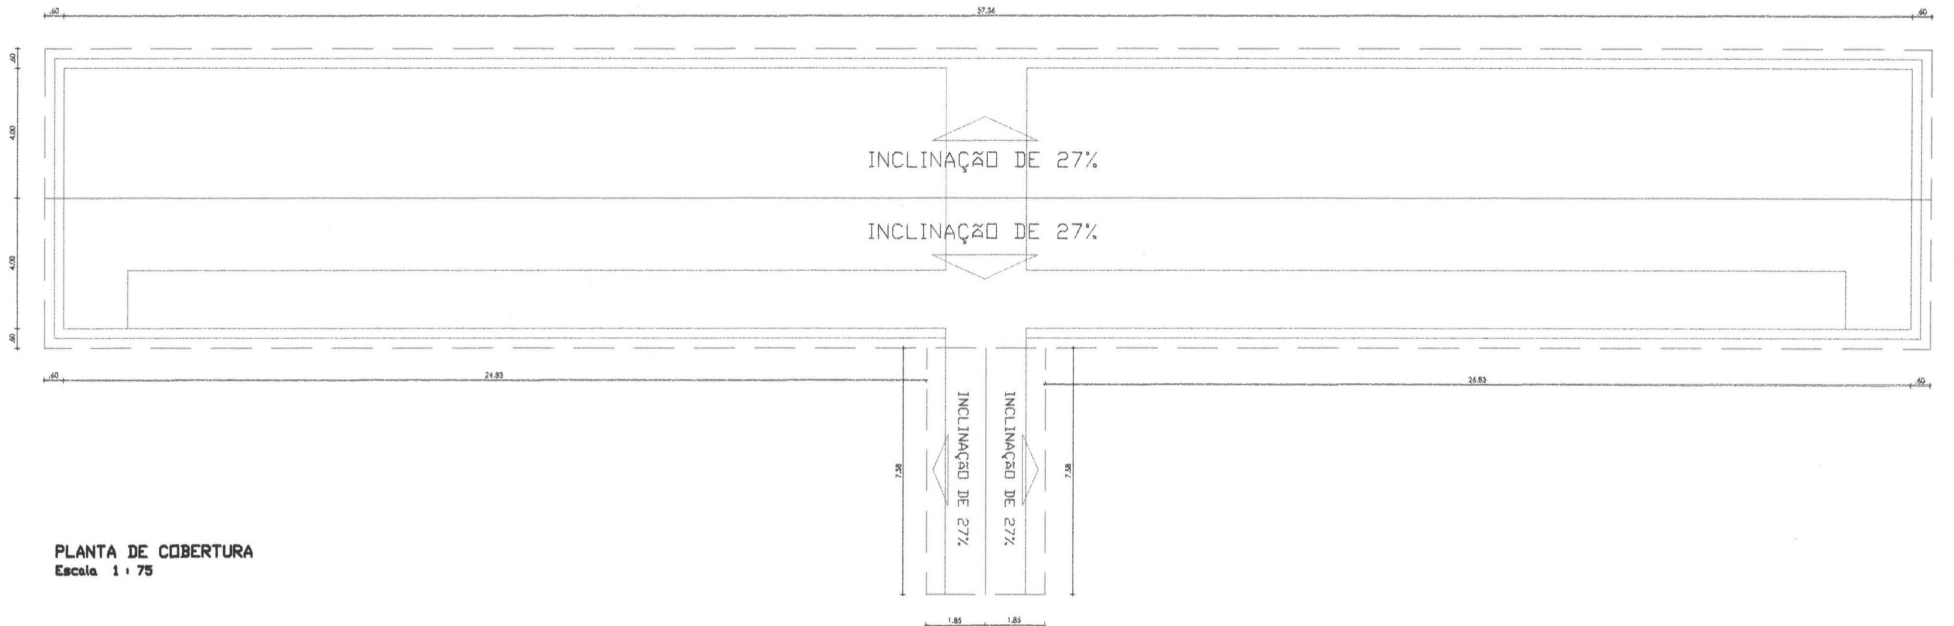 .60 57.36 .60
.60
4.00
INCLINAÇÃO DE 27%
INCLINAÇÃO DE 27%
4.00
.60
.60 26.83 26.83 .60
INCLINAÇÃO DE 27%
INCLINAÇÃO DE 27%
7.58 7.58
PLANTA DE COBERTURA
Escala 1 : 75
1.85 1.85